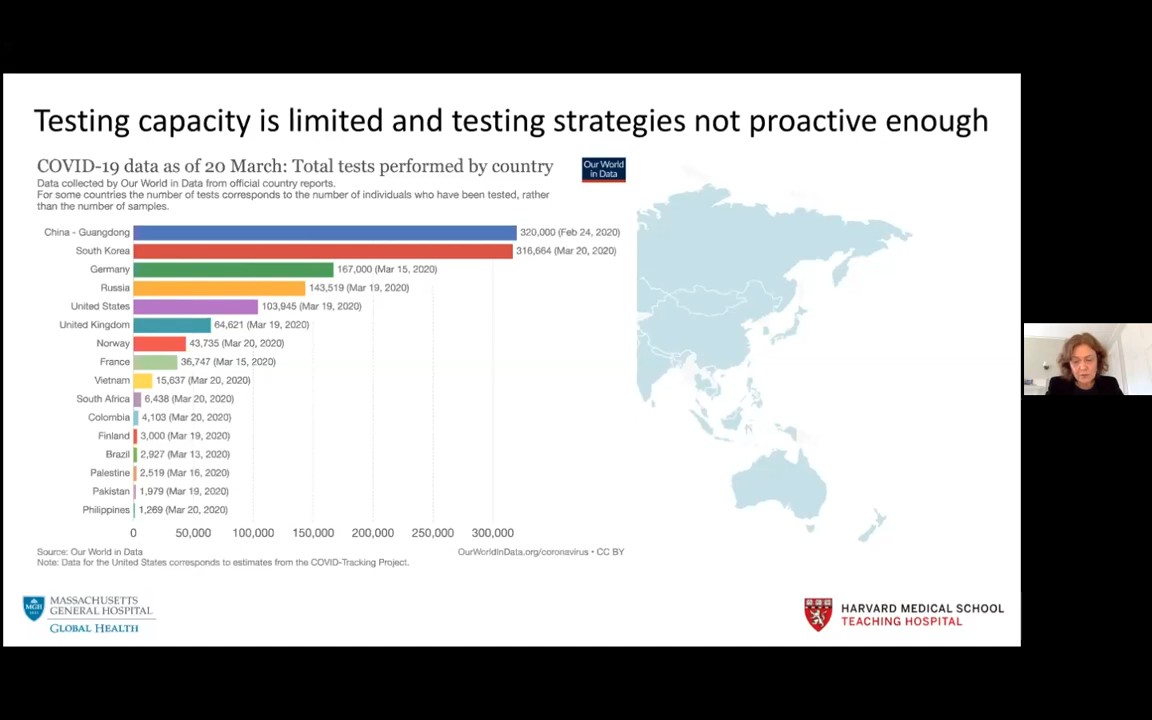 Testing capacity is limited and testing strategies not proactive enough
COVID-19 data as of 20 March: Total tests performed by country
Our World
in Data
Data collected by Our World in Data from official country reports.
For some countries the number of tests corresponds to the number of individuals who have been tested, rather
than the number of samples.
China - Guangdong 320,000 (Feb 24, 2020)
South Korea 316,664 (Mar 20, 2020)
Germany 167,000 (Mar 15, 2020)
Russia 143,519 (Mar 19, 2020)
United States 103,945 (Mar 19, 2020)
United Kingdom 64,621 (Mar 19, 2020)
Norway 43,735 (Mar 20, 2020)
France 36,747 (Mar 15, 2020)
Vietnam 15,637 (Mar 20, 2020)
South Africa 6,438 (Mar 20, 2020)
Colombia 4,103 (Mar 20, 2020)
Finland 3,000 (Mar 19, 2020)
Brazil 2,927 (Mar 13, 2020)
Palestine 2,519 (Mar 16, 2020)
Pakistan 1,979 (Mar 19, 2020)
Philippines 1,269 (Mar 20, 2020)
0 50,000 100,000 150,000 200,000 250,000 300,000
Source: Our World in Data OurWorldInData.org/coronavirus • CC BY
Note: Data for the United States corresponds to estimates from the COVID-Tracking Project.
MGH
MASSACHUSETTS
GENERAL HOSPITAL
GLOBAL HEALTH
HARVARD MEDICAL SCHOOL
TEACHING HOSPITAL